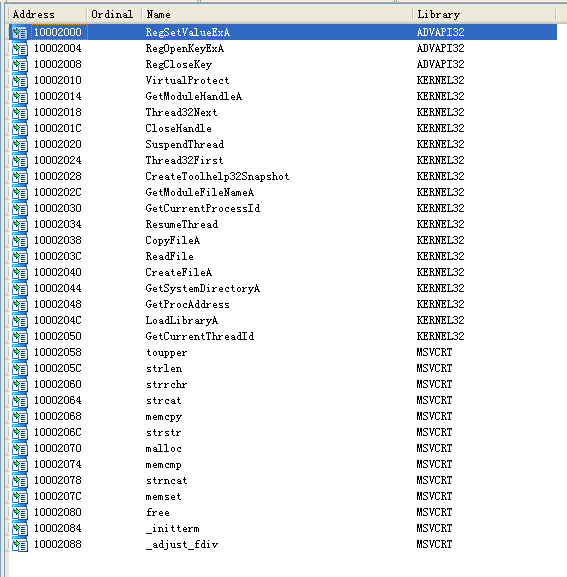 Address Ordinal Name Library
10002000 RegSetValueExA ADVAPI32
10002004 RegOpenKeyExA ADVAPI32
10002008 RegCloseKey ADVAPI32
10002010 VirtualProtect KERNEL32
10002014 GetModuleHandleA KERNEL32
10002018 Thread32Next KERNEL32
1000201C CloseHandle KERNEL32
10002020 SuspendThread KERNEL32
10002024 Thread32First KERNEL32
10002028 CreateToolhelp32Snapshot KERNEL32
1000202C GetModuleFileNameA KERNEL32
10002030 GetCurrentProcessId KERNEL32
10002034 ResumeThread KERNEL32
10002038 CopyFileA KERNEL32
1000203C ReadFile KERNEL32
10002040 CreateFileA KERNEL32
10002044 GetSystemDirectoryA KERNEL32
10002048 GetProcAddress KERNEL32
1000204C LoadLibraryA KERNEL32
10002050 GetCurrentThreadId KERNEL32
10002058 toupper MSVCRT
1000205C strlen MSVCRT
10002060 strrchr MSVCRT
10002064 strcat MSVCRT
10002068 memcpy MSVCRT
1000206C strstr MSVCRT
10002070 malloc MSVCRT
10002074 memcmp MSVCRT
10002078 strncat MSVCRT
1000207C memset MSVCRT
10002080 free MSVCRT
10002084 _initterm MSVCRT
10002088 _adjust_fdiv MSVCRT